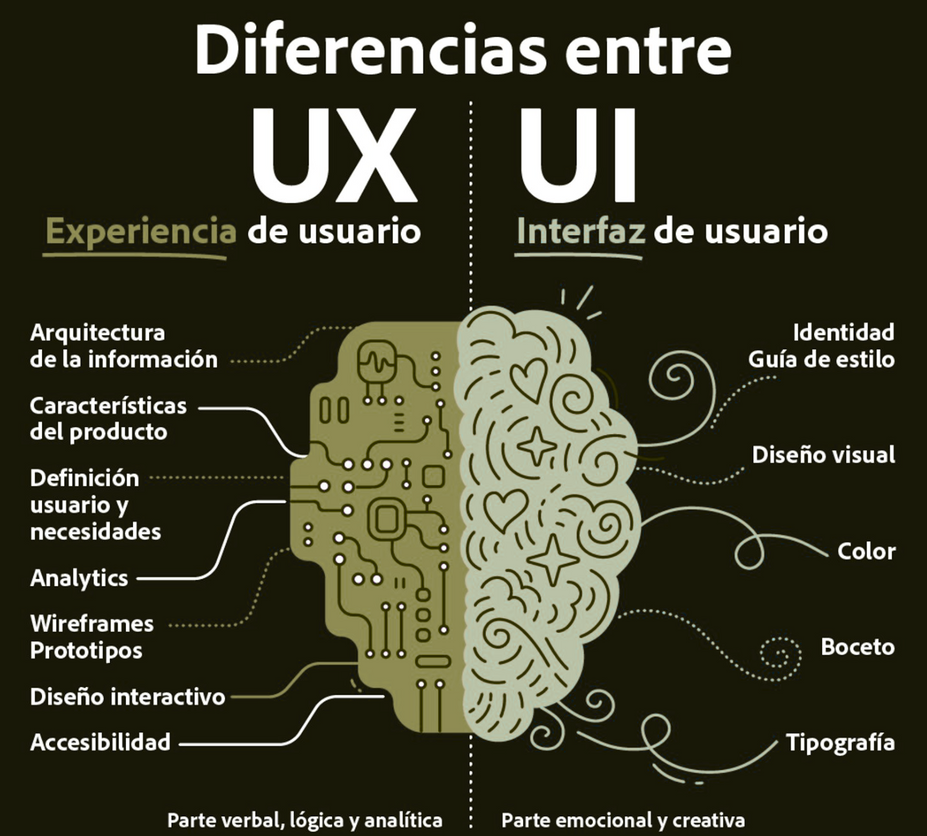 Diferencias entre
UX
Experiencia de usuario
Arquitectura
de la información
Características
del producto
Definición
usuario y
necesidades
Analytics
Wireframes
Prototipos
Diseño interactivo
Accesibilidad
Parte verbal, lógica y analítica
UI
Interfaz de usuario
Identidad
Guía de estilo
Diseño visual
Color
Boceto
Tipografía
Parte emocional y creativa